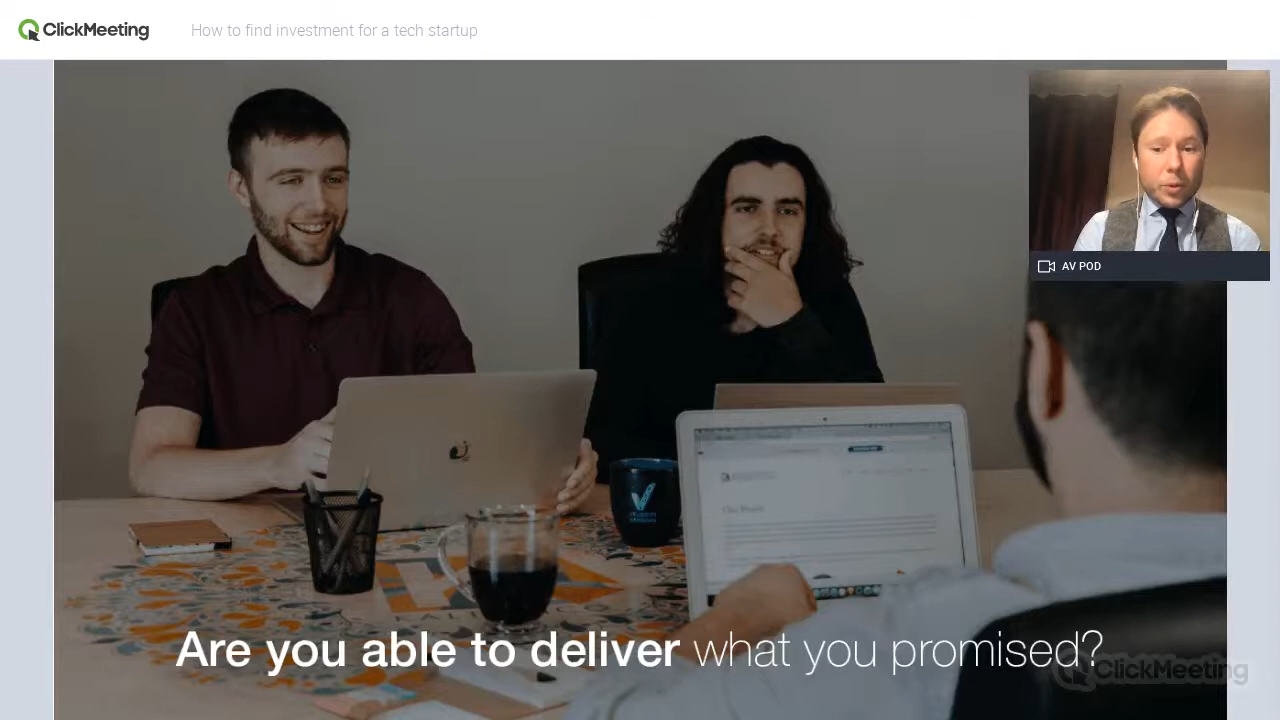 ClickMeeting
How to find investment for a tech startup
AV POD
Are you able to deliver what you promised?
ClickMeeting